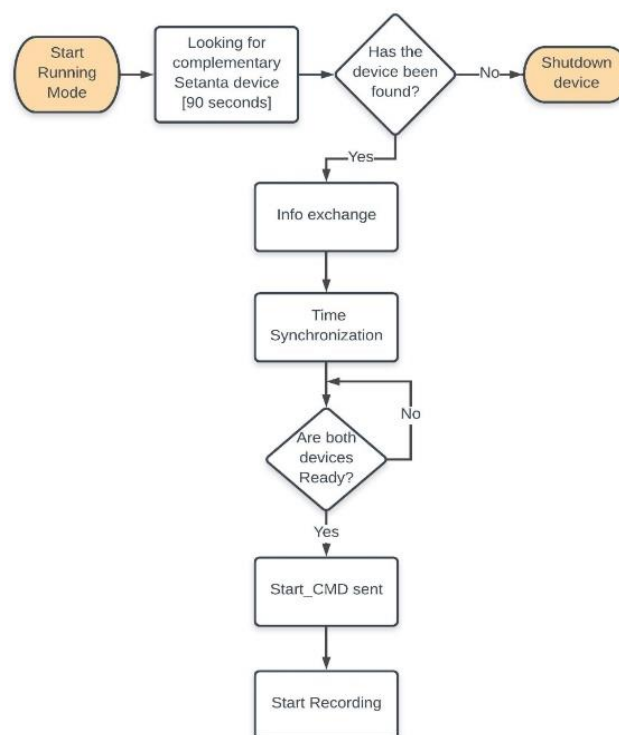 Start
Running
Mode
Looking for
complementary
Setanta device
[90 seconds]
Has the
device been
found?
No
Shutdown
device
Yes
Info exchange
Time
Synchronization
No
Are both
devices
Ready?
Yes
Start_CMD sent
Start Recording